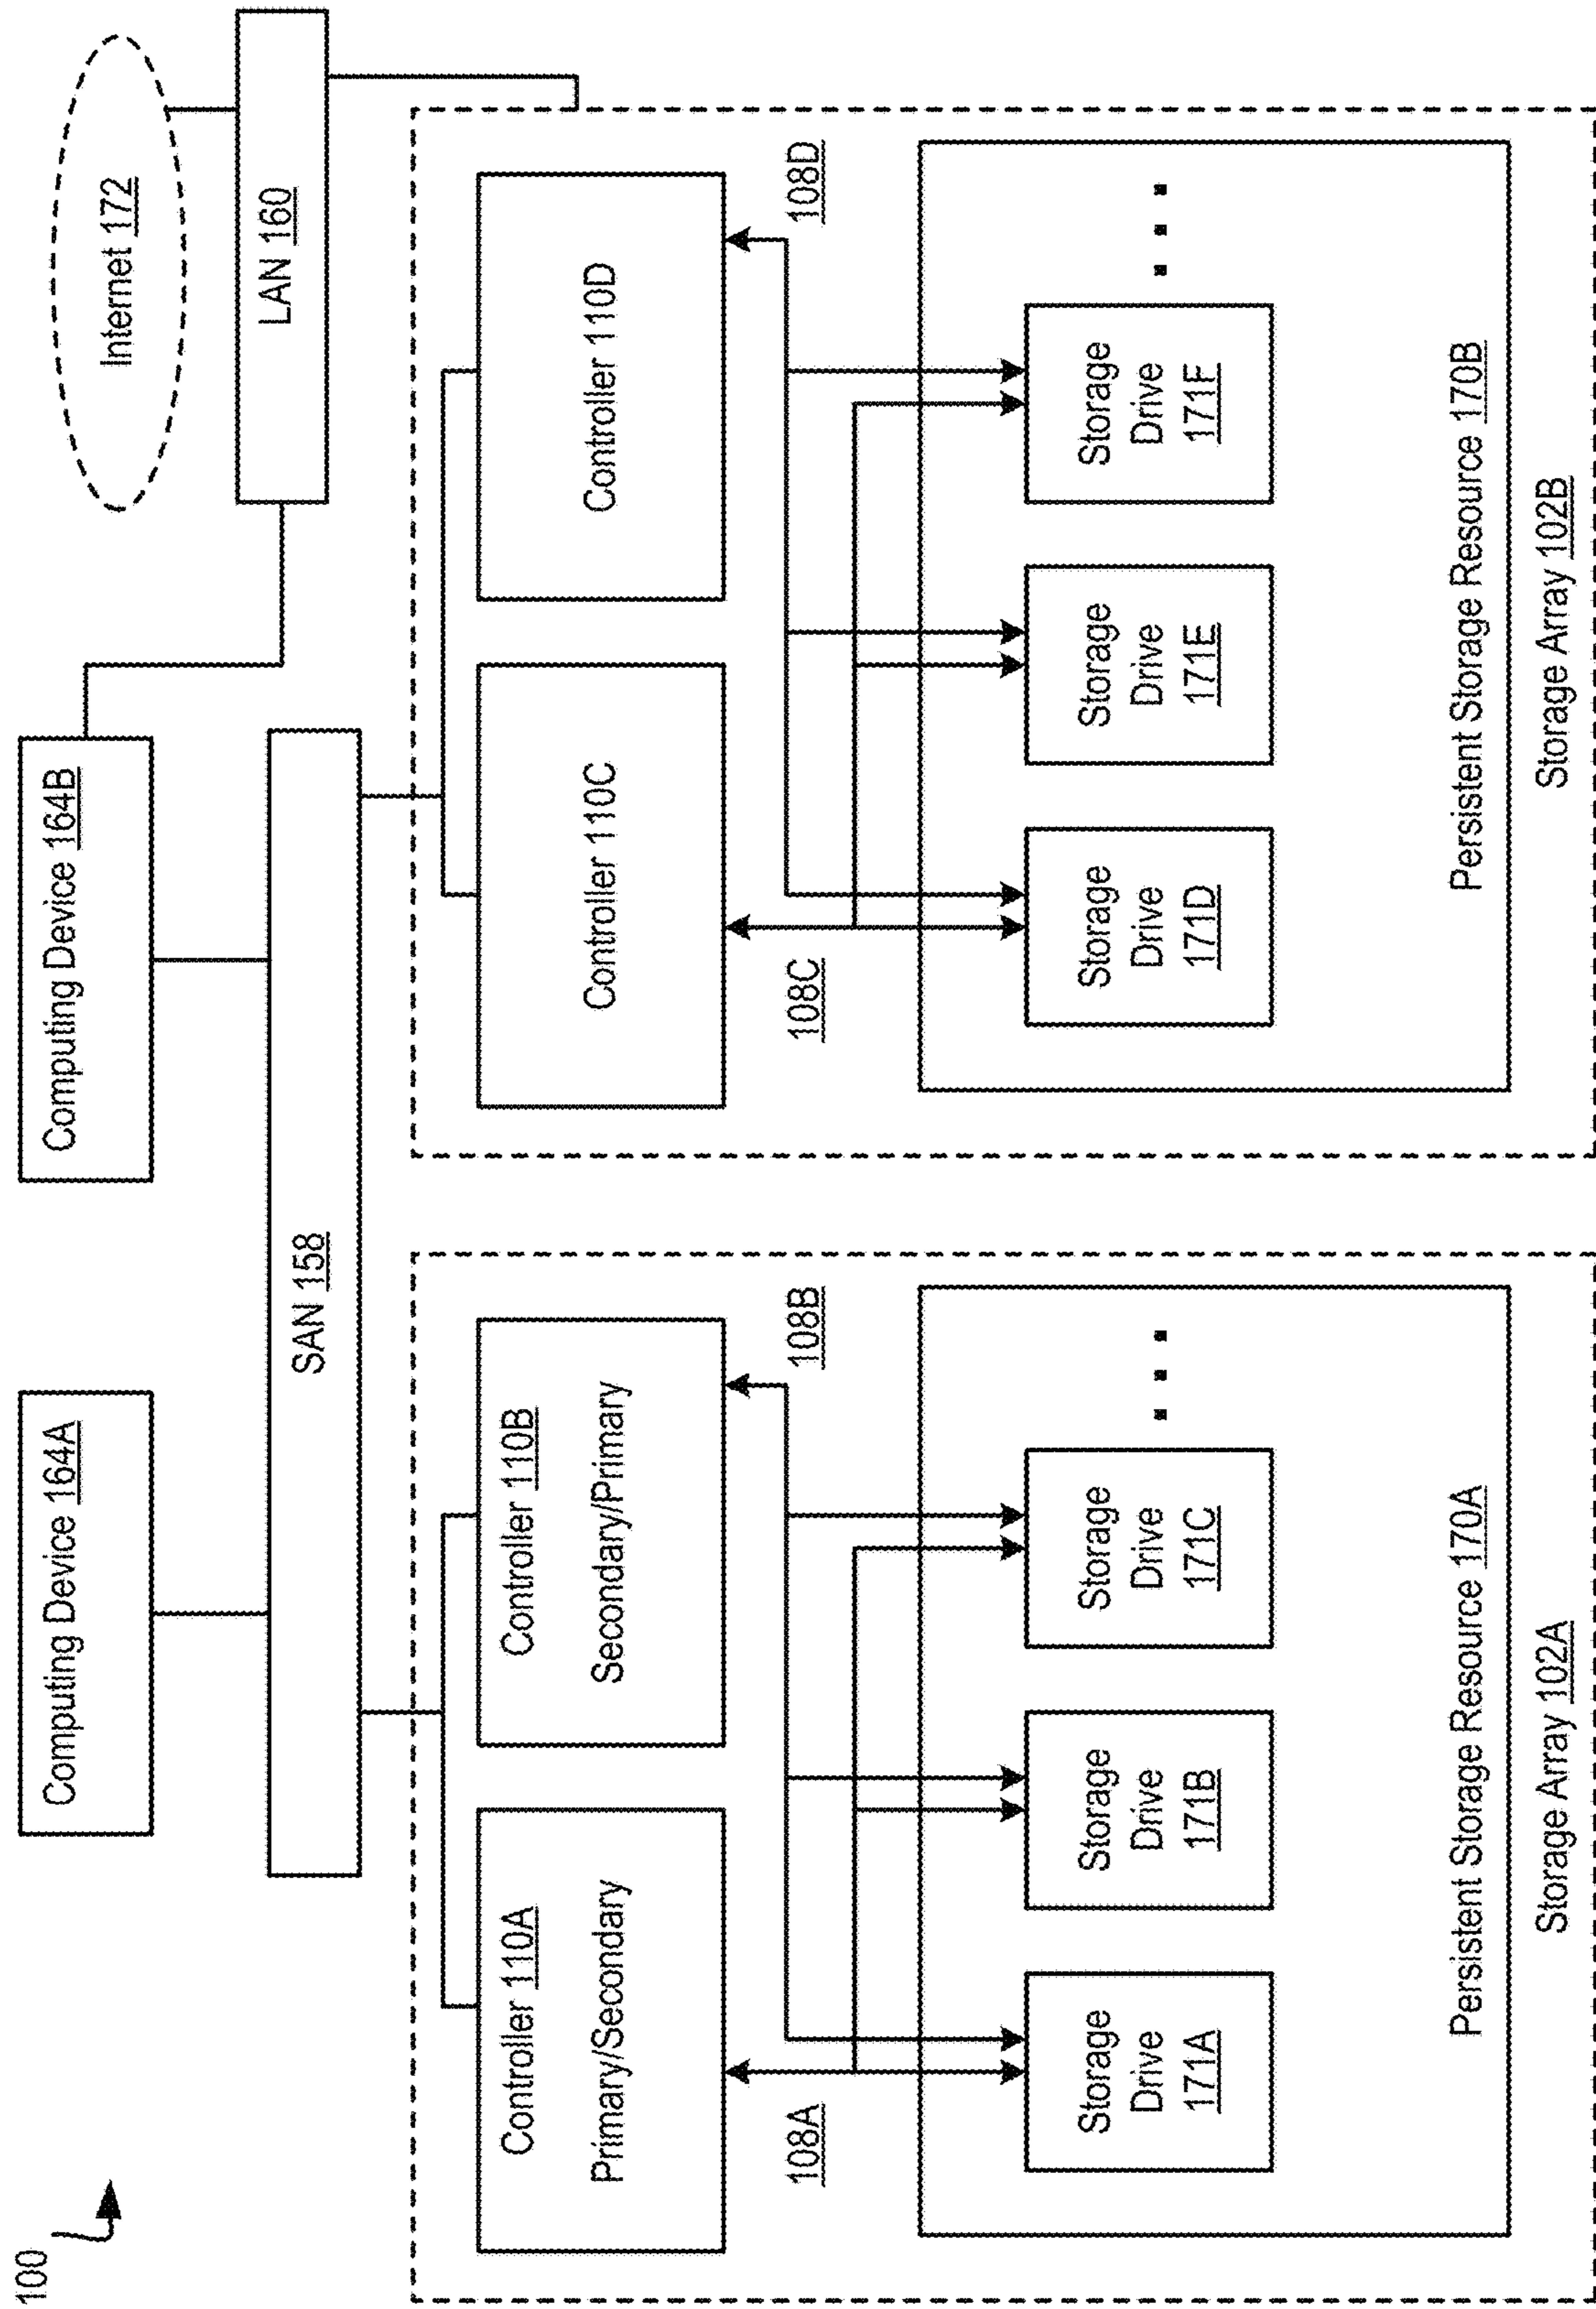 100
Computing Device 164A
Computing Device 164B
Internet 172
SAN 158
LAN 160
Controller 110A
Primary/Secondary
Controller 110B
Secondary/Primary
Controller 110C
Controller 110D
108A
108B
108C
108D
Storage
Drive
171A
Storage
Drive
171B
Storage
Drive
171C
Storage
Drive
171D
Storage
Drive
171E
Storage
Drive
171F
Persistent Storage Resource 170A
Persistent Storage Resource 170B
Storage Array 102A
Storage Array 102B